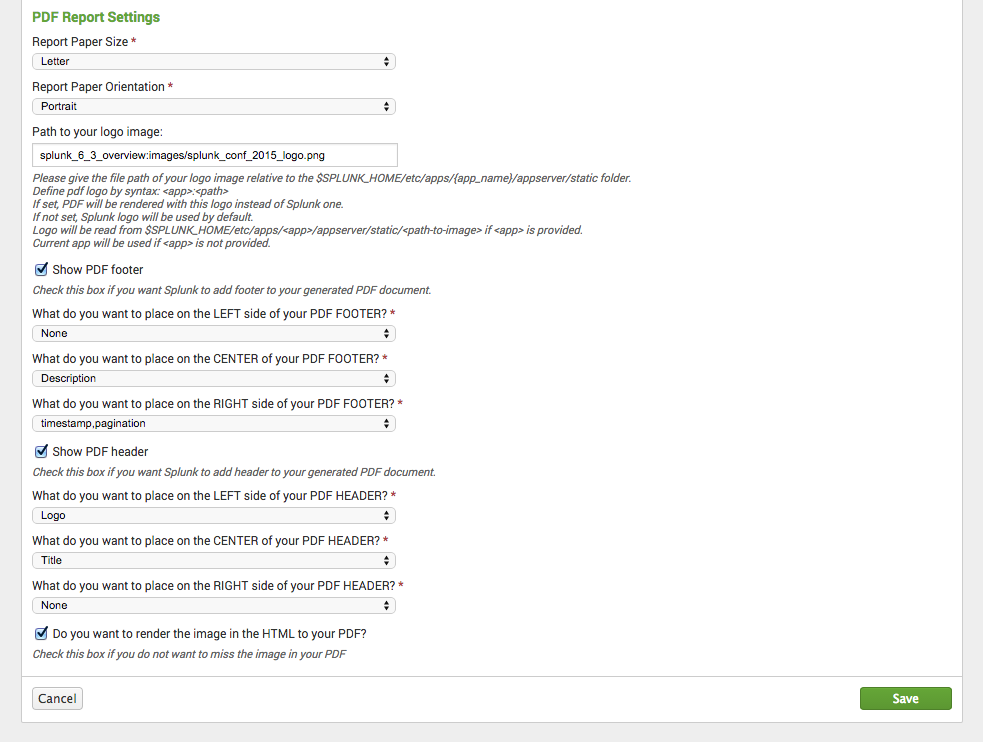 PDF Report Settings
Report Paper Size *
Letter
Report Paper Orientation *
Portrait
Path to your logo image:
splunk_6_3_overview:images/splunk_conf_2015_logo.png
Please give the file path of your logo image relative to the $SPLUNK_HOME/etc/apps/{app_name}/appserver/static folder.
Define pdf logo by syntax: <app>:<path>
If set, PDF will be rendered with this logo instead of Splunk one.
If not set, Splunk logo will be used by default.
Logo will be read from $SPLUNK_HOME/etc/apps/<app>/appserver/static/<path-to-image> if <app> is provided.
Current app will be used if <app> is not provided.
Show PDF footer
Check this box if you want Splunk to add footer to your generated PDF document.
What do you want to place on the LEFT side of your PDF FOOTER? *
None
What do you want to place on the CENTER of your PDF FOOTER? *
Description
What do you want to place on the RIGHT side of your PDF FOOTER? *
timestamp,pagination
Show PDF header
Check this box if you want Splunk to add header to your generated PDF document.
What do you want to place on the LEFT side of your PDF HEADER? *
Logo
What do you want to place on the CENTER of your PDF HEADER? *
Title
What do you want to place on the RIGHT side of your PDF HEADER? *
None
Do you want to render the image in the HTML to your PDF?
Check this box if you do not want to miss the image in your PDF
Cancel
Save